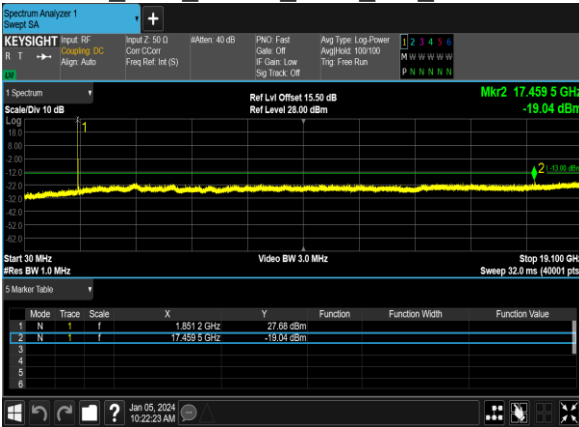 Spectrum Analyzer 1
Swept SA
+
KEYSIGHT Input: RF Input Z: 50 Ω #Atten: 40 dB PNO: Fast Avg Type: Log-Power 1 2 3 4 5 6
R T Coupling: DC Corr CCorr Gate: Off Avg|Hold: 100/100 M W W W W W
Align: Auto Freq Ref: Int (S) IF Gain: Low Trig: Free Run
Sig Track: Off P N N N N N
1 Spectrum Ref Lvl Offset 15.50 dB Mkr2 17.459 5 GHz
Scale/Div 10 dB Ref Level 28.00 dBm -19.04 dBm
Log
18.0
8.00
-2.00
-12.0
-22.0
-32.0
-42.0
-52.0
-62.0
1
2
-13.00 dBm
Start 30 MHz Video BW 3.0 MHz Stop 19.100 GHz
#Res BW 1.0 MHz Sweep 32.0 ms (40001 pts
5 Marker Table
Mode Trace Scale X Y Function Function Width Function Value
1 N 1 f 1.851 2 GHz 27.68 dBm
2 N 1 f 17.459 5 GHz -19.04 dBm
3
4
5
6
? Jan 05, 2024
10:22:23 AM